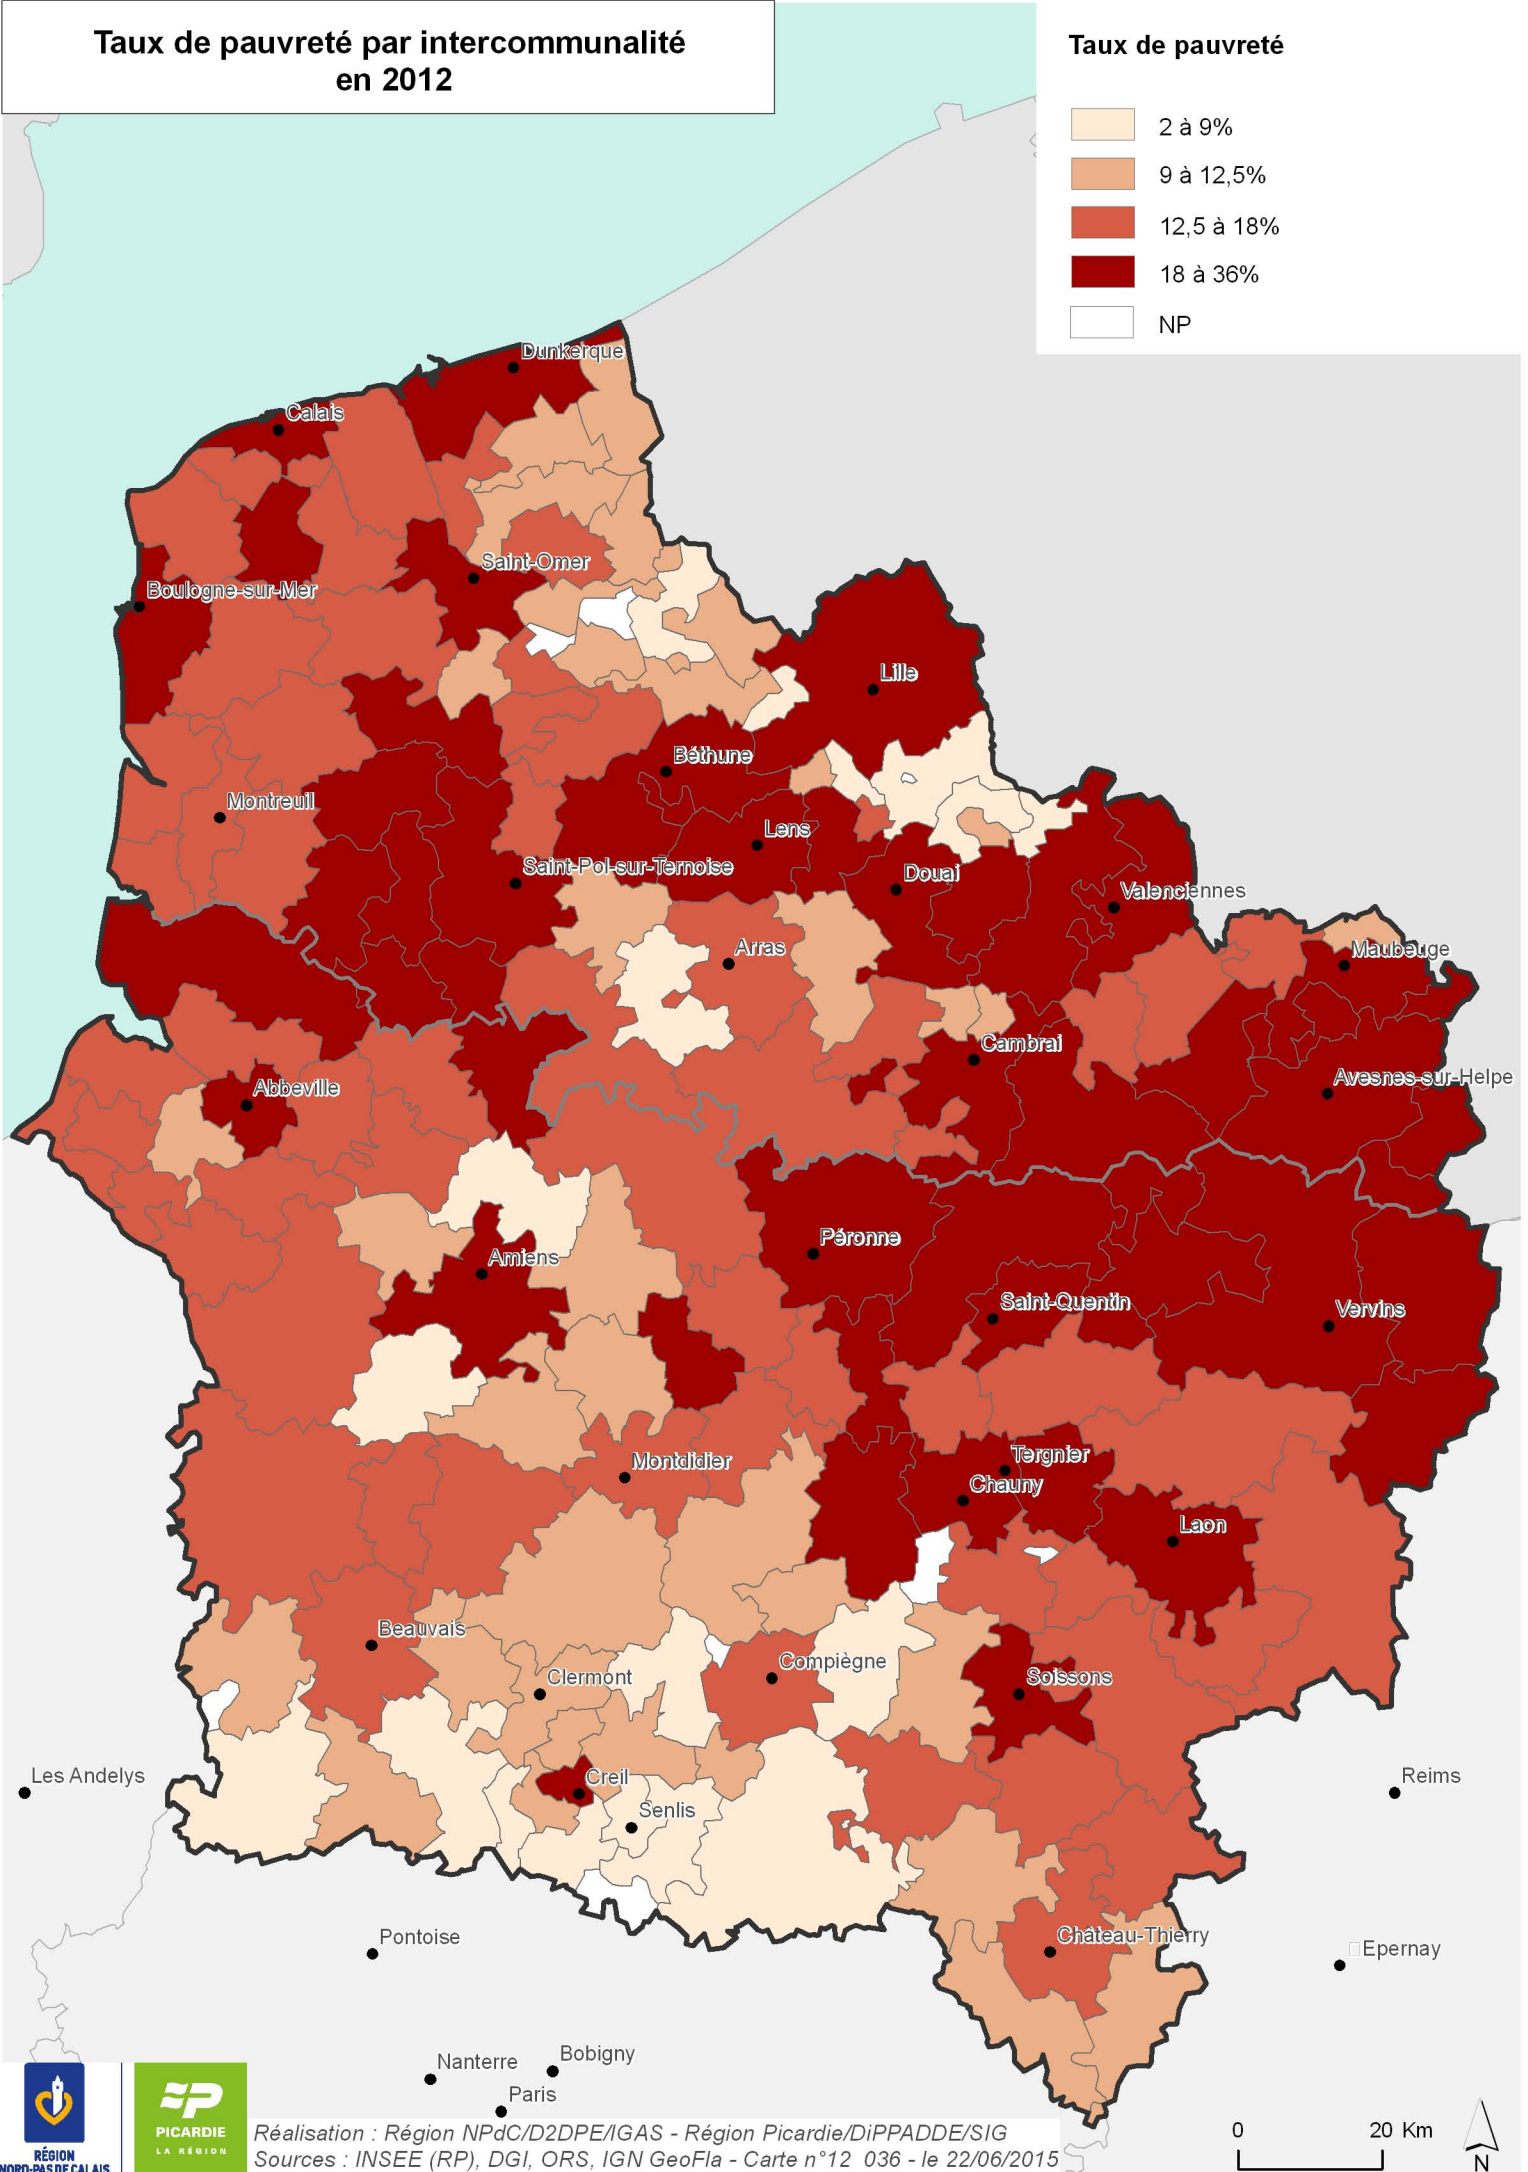 Taux de pauvreté par intercommunalité
en 2012
Taux de pauvreté
2 à 9%
9 à 12,5%
12,5 à 18%
18 à 36%
NP
Dunkerque
Calais
Saint-Omer
Boulogne-sur-Mer
Lille
Béthune
Montreuil
Lens
Saint-Pol-sur-Ternoise
Douai
Valenciennes
Arras
Maubeuge
Cambrai
Avesnes-sur-Helpe
Abbeville
Péronne
Amiens
Saint-Quentin
Vervins
Montdidier
Tergnier
Chauny
Laon
Beauvais
Compiègne
Clermont
Soissons
Les Andelys
Creil
Reims
Senlis
Château-Thierry
Pontoise
Epernay
Nanterre
Bobigny
Paris
PICARDIE
LA RÉGION
RÉGION
NORD-PAS DE CALAIS
Réalisation : Région NPdC/D2DPE/IGAS - Région Picardie/DiPPADDE/SIG
Sources : INSEE (RP), DGI, ORS, IGN GeoFla - Carte n°12 036 - le 22/06/2015
0 20 Km
N